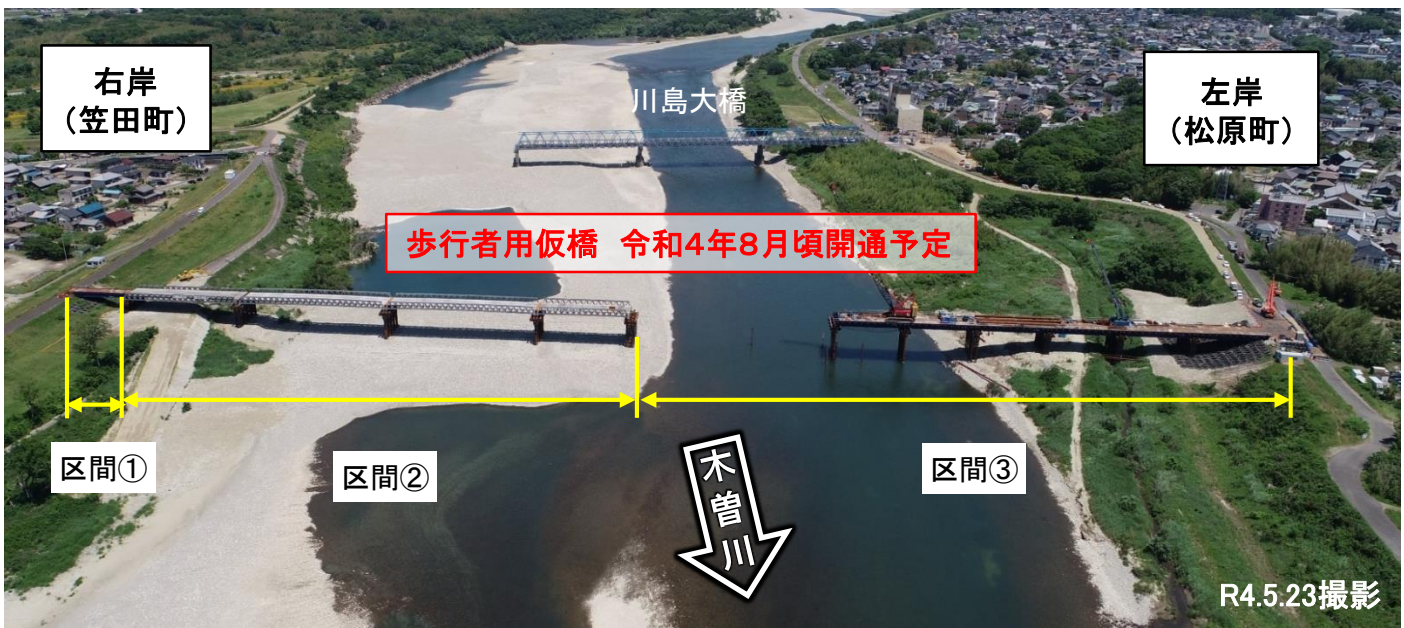 右岸
（笠田町）
川島大橋
左岸
（松原町）
歩行者用仮橋　令和4年8月頃開通予定
区間①
区間②
区間③
木曽川
R4.5.23撮影